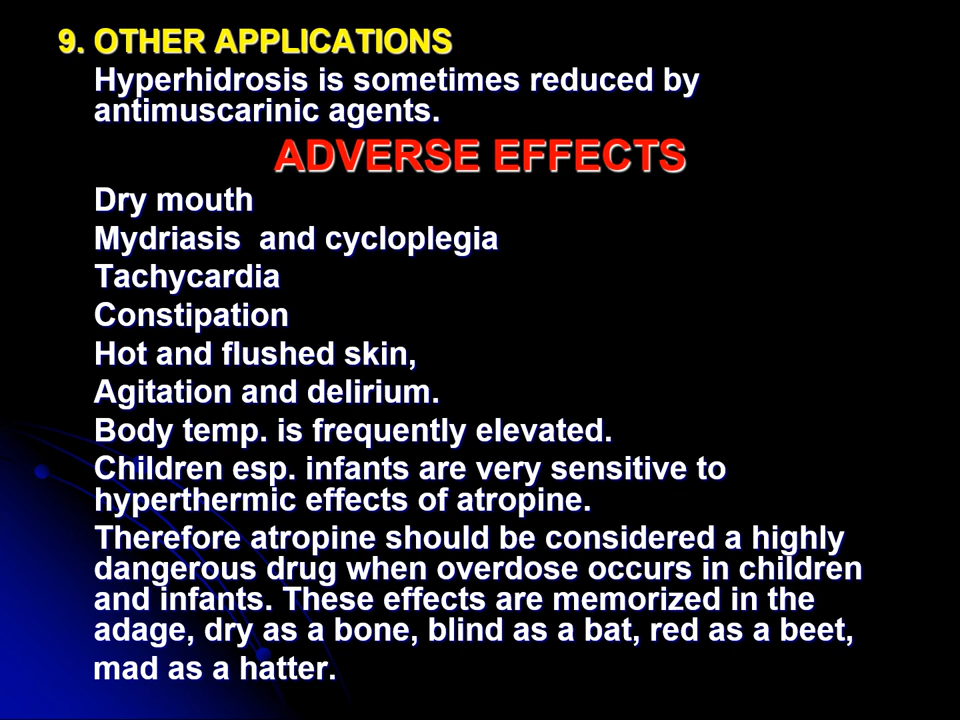 9. OTHER APPLICATIONS
Hyperhidrosis is sometimes reduced by
antimuscarinic agents.
ADVERSE EFFECTS
Dry mouth
Mydriasis and cycloplegia
Tachycardia
Constipation
Hot and flushed skin,
Agitation and delirium.
Body temp. is frequently elevated.
Children esp. infants are very sensitive to
hyperthermic effects of atropine.
Therefore atropine should be considered a highly
dangerous drug when overdose occurs in children
and infants. These effects are memorized in the
adage, dry as a bone, blind as a bat, red as a beet,
mad as a hatter.